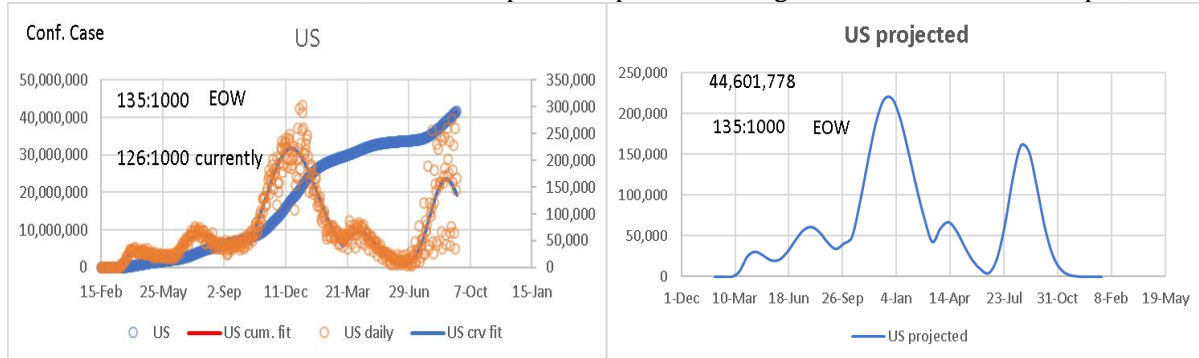 Conf. Case
US
50,000,000
40,000,000
30,000,000
20,000,000
10,000,000
0
350,000
300,000
250,000
200,000
150,000
100,000
50,000
0
135:1000 EOW
126:1000 currently
15-Feb 25-May 2-Sep 11-Dec 21-Mar 29-Jun 7-Oct 15-Jan
US US cum. fit US daily US crv fit
US projected
250,000
200,000
150,000
100,000
50,000
0
44,601,778
135:1000 EOW
1-Dec 10-Mar 18-Jun 26-Sep 4-Jan 14-Apr 23-Jul 31-Oct 8-Feb 19-May
US projected